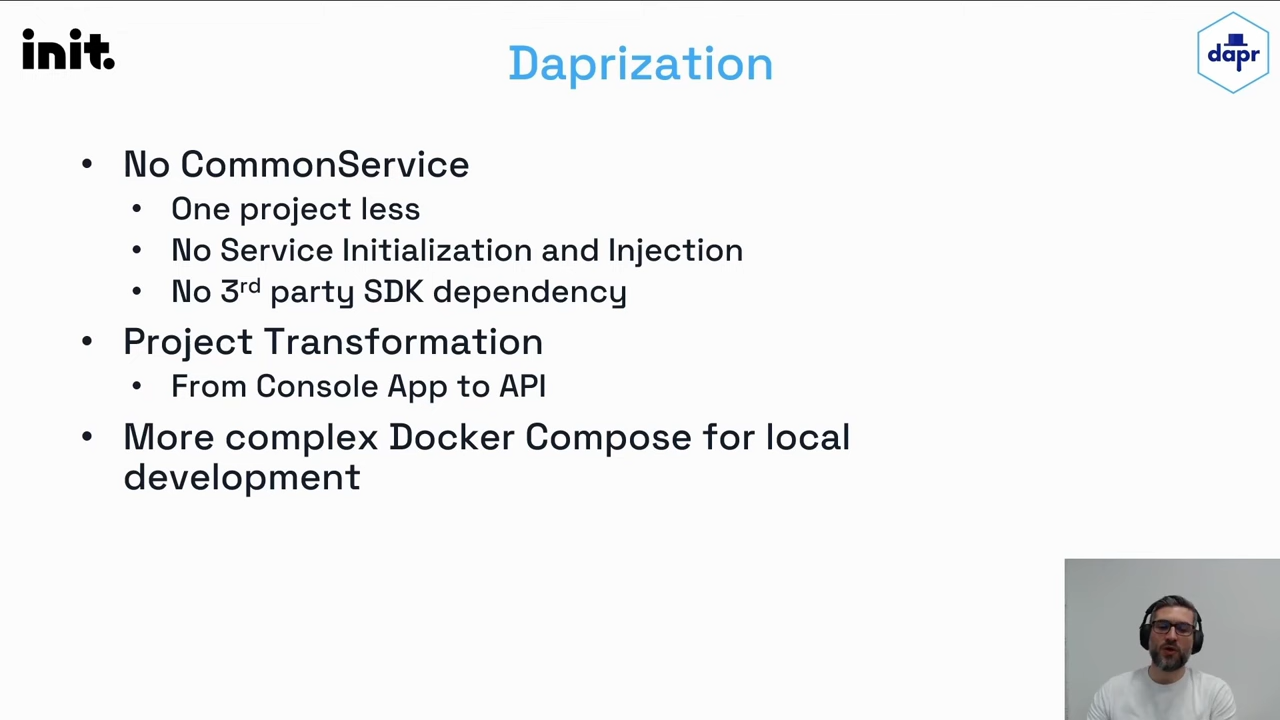 init.
Daprization
dapr
• No CommonService
• One project less
• No Service Initialization and Injection
• No 3rd party SDK dependency
• Project Transformation
• From Console App to API
• More complex Docker Compose for local
development